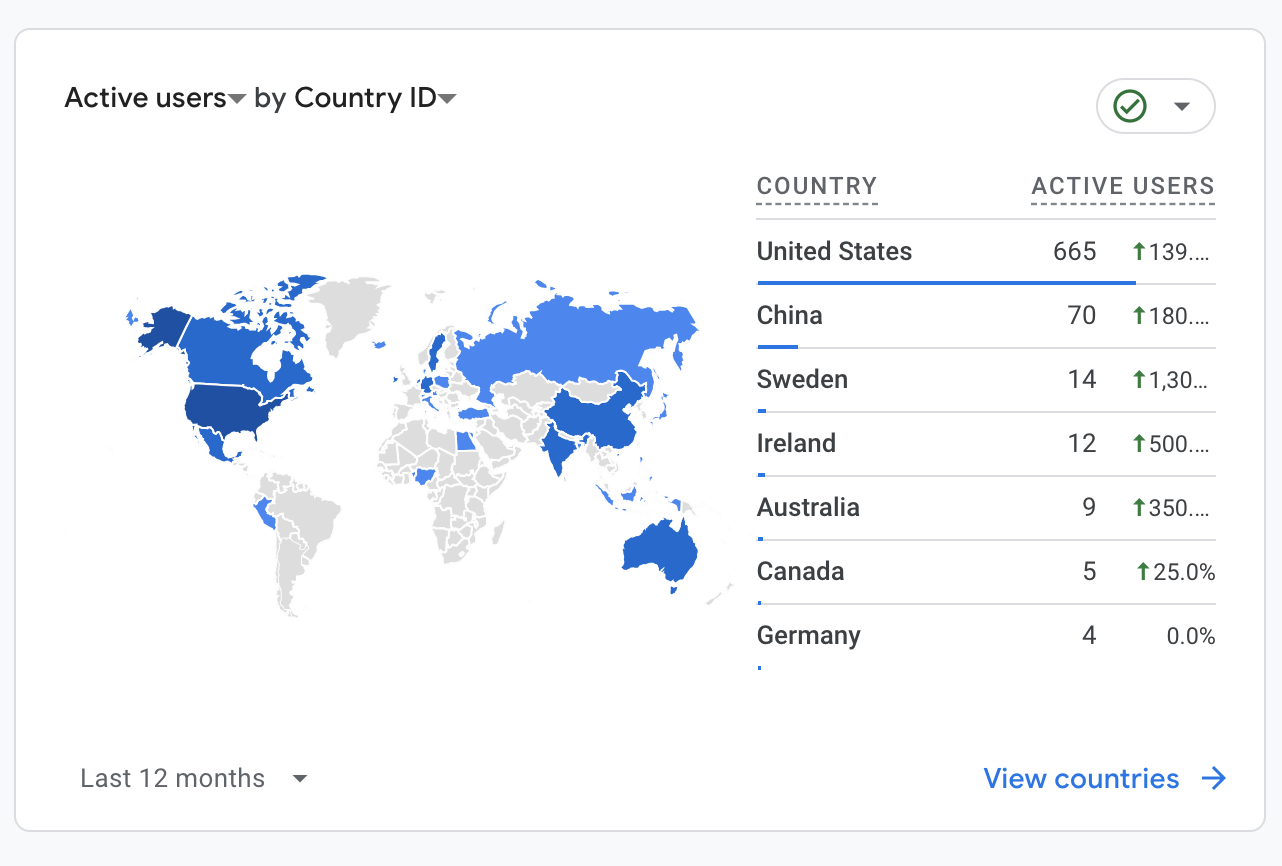 Active users by Country ID
COUNTRY ACTIVE USERS
United States 665 139....
China 70 180....
Sweden 14 1,30...
Ireland 12 500....
Australia 9 350....
Canada 5 25.0%
Germany 4 0.0%
Last 12 months View countries